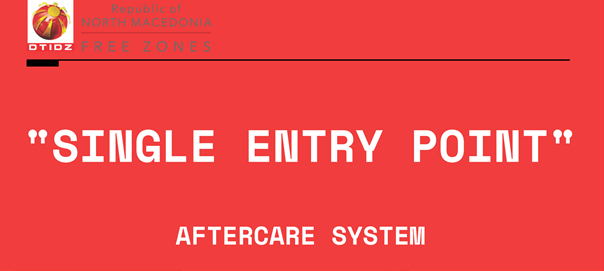 Republic of
NORTH MACEDONIA
DTIDZ
FREE ZONES
"SINGLE ENTRY POINT"
AFTERCARE SYSTEM